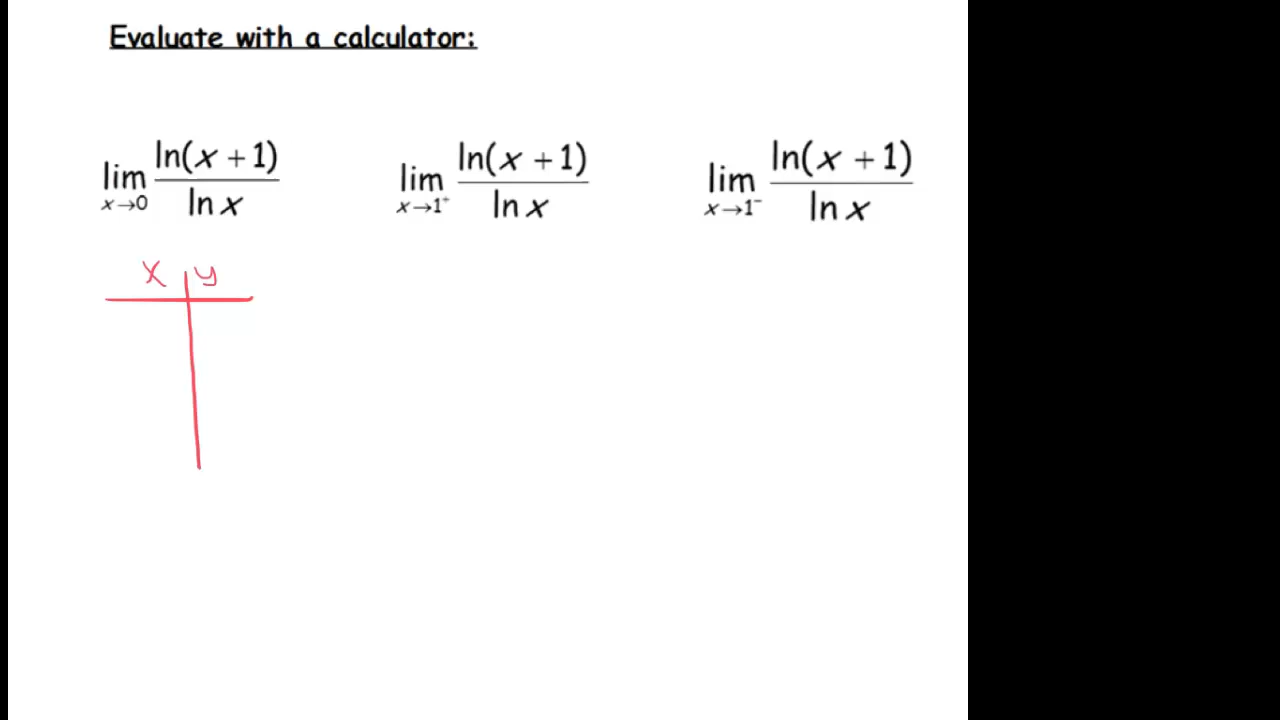 Evaluate with a calculator:
lim x→0 ln(x + 1) / ln x
lim x→1⁺ ln(x + 1) / ln x
lim x→1⁻ ln(x + 1) / ln x
x y